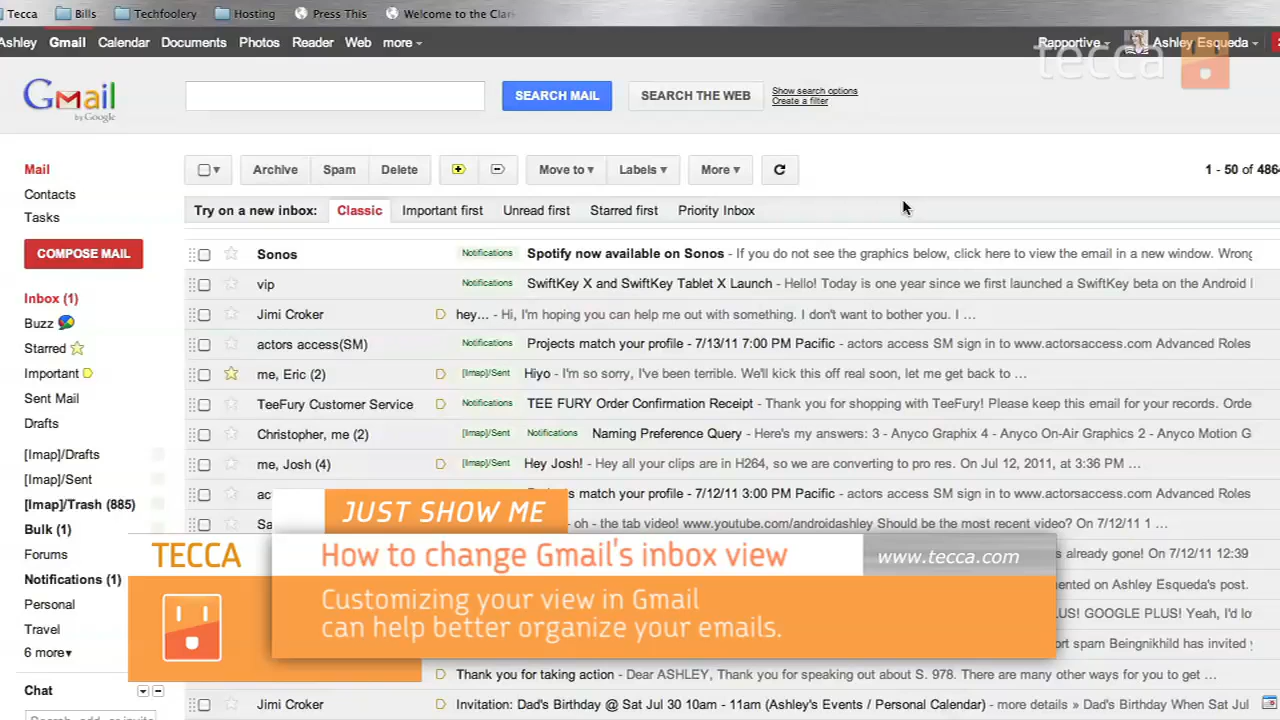 Tecca Bills Techfoolery Hosting Press This Welcome to the Clar
Ashley Gmail Calendar Documents Photos Reader Web more Rapportive Ashley Esqueda
tecca
Gmail by Google SEARCH MAIL SEARCH THE WEB Show search options
Create a filter
Mail Archive Spam Delete Move to Labels More 1 - 50 of 4864
Contacts
Tasks
Try on a new inbox: Classic Important first Unread first Starred first Priority Inbox
COMPOSE MAIL
Inbox (1)
Buzz
Starred
Important
Sent Mail
Drafts
[Imap]/Drafts
[Imap]/Sent
[Imap]/Trash (885)
Bulk (1)
Forums
Notifications (1)
Personal
Travel
6 more
Chat
Search, add, or invite
Sonos Notifications Spotify now available on Sonos - If you do not see the graphics below, click here to view the email in a new window. Wrong
vip Notifications SwiftKey X and SwiftKey Tablet X Launch - Hello! Today is one year since we first launched a SwiftKey beta on the Android
Jimi Croker hey... - Hi, I'm hoping you can help me out with something. I don't want to bother you. I ...
actors access(SM) Notifications Projects match your profile - 7/13/11 7:00 PM Pacific - actors access SM sign in to www.actorsaccess.com Advanced Roles
me, Eric (2) [Imap]/Sent Hiyo - I'm so sorry, I've been terrible. We'll kick this off real soon, let me get back to ...
TeeFury Customer Service Notifications TEE FURY Order Confirmation Receipt - Thank you for shopping with TeeFury! Please keep this email for your records. Orde
Christopher, me (2) [Imap]/Sent Notifications Naming Preference Query - Here's my answers: 3 - Anyco Graphix 4 - Anyco On-Air Graphics 2 - Anyco Motion G
me, Josh (4) [Imap]/Sent Hey Josh! - Hey all your clips are in H264, so we are converting to pro res. On Jul 12, 2011, at 3:36 PM ...
ac s match your profile - 7/12/11 3:00 PM Pacific - actors access SM sign in to www.actorsaccess.com Advanced Roles
Sa - oh - the tab video! www.youtube.com/androidashley Should be the most recent video? On 7/12/11 1 ...
s already gone! On 7/12/11 12:39
ented on Ashley Esqueda's post.
US! GOOGLE PLUS! Yeah, I'd lo
ort spam Beingnikhild has invited y
Thank you for taking action - Dear ASHLEY, Thank you for speaking out about S. 978. There are many other ways for you to get ...
Jimi Croker Invitation: Dad's Birthday @ Sat Jul 30 10am - 11am (Ashley's Events / Personal Calendar) - more details » Dad's Birthday When Sat Jul
JUST SHOW ME
TECCA How to change Gmail's inbox view www.tecca.com
Customizing your view in Gmail
can help better organize your emails.